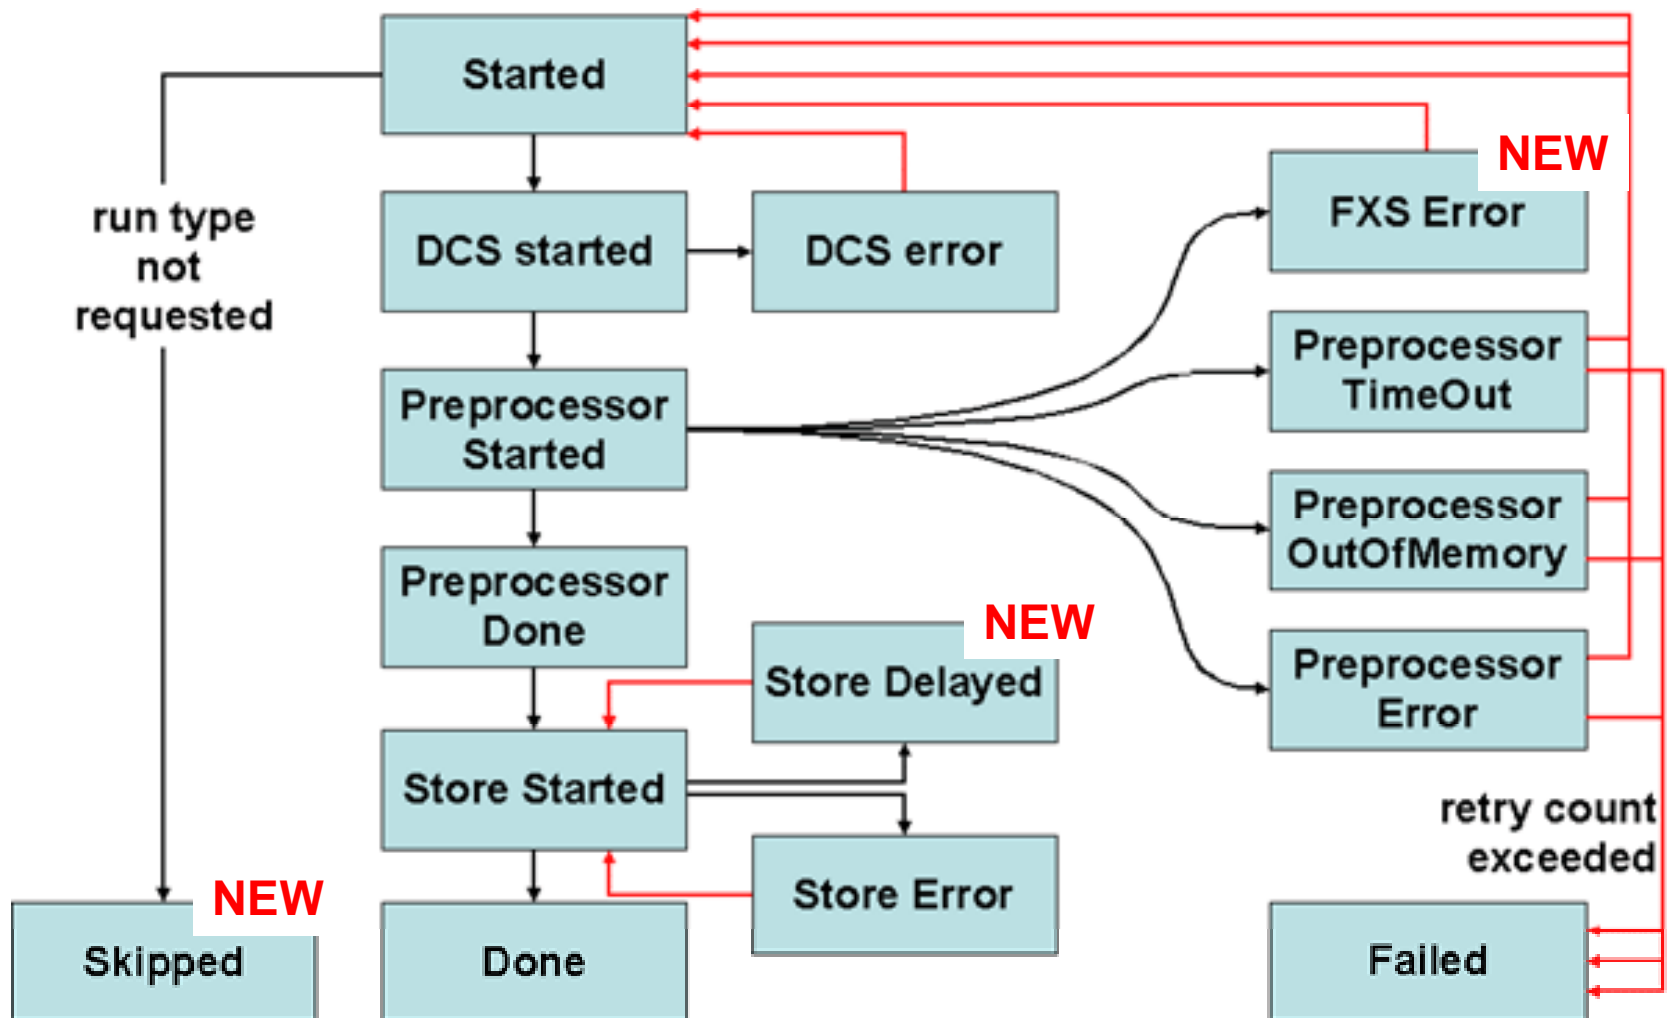 Started
NEW
run type
not
requested
DCS started
DCS error
FXS Error
Preprocessor
TimeOut
Preprocessor
Started
Preprocessor
OutOfMemory
Preprocessor
Done
NEW
Store Delayed
Preprocessor
Error
Store Started
retry count
exceeded
Store Error
NEW
Skipped
Done
Failed